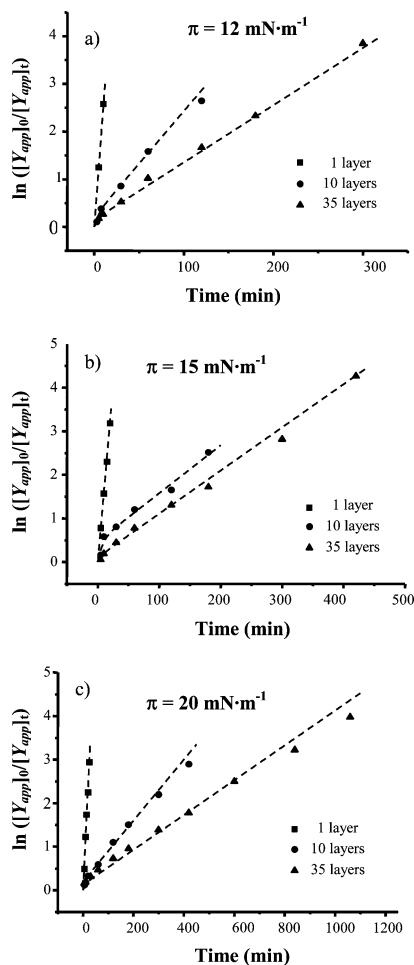 a)
π = 12 mN·m-1
ln ([Yapp]0/[Yapp]t)
4
3
2
1
0
1 layer
10 layers
35 layers
0
100
200
300
Time (min)
b)
π = 15 mN·m-1
ln ([Yapp]0/[Yapp]t)
5
4
3
2
1
0
1 layer
10 layers
35 layers
0
100
200
300
400
500
Time (min)
c)
π = 20 mN·m-1
ln ([Yapp]0/[Yapp]t)
5
4
3
2
1
0
1 layer
10 layers
35 layers
0
200
400
600
800
1000
1200
Time (min)